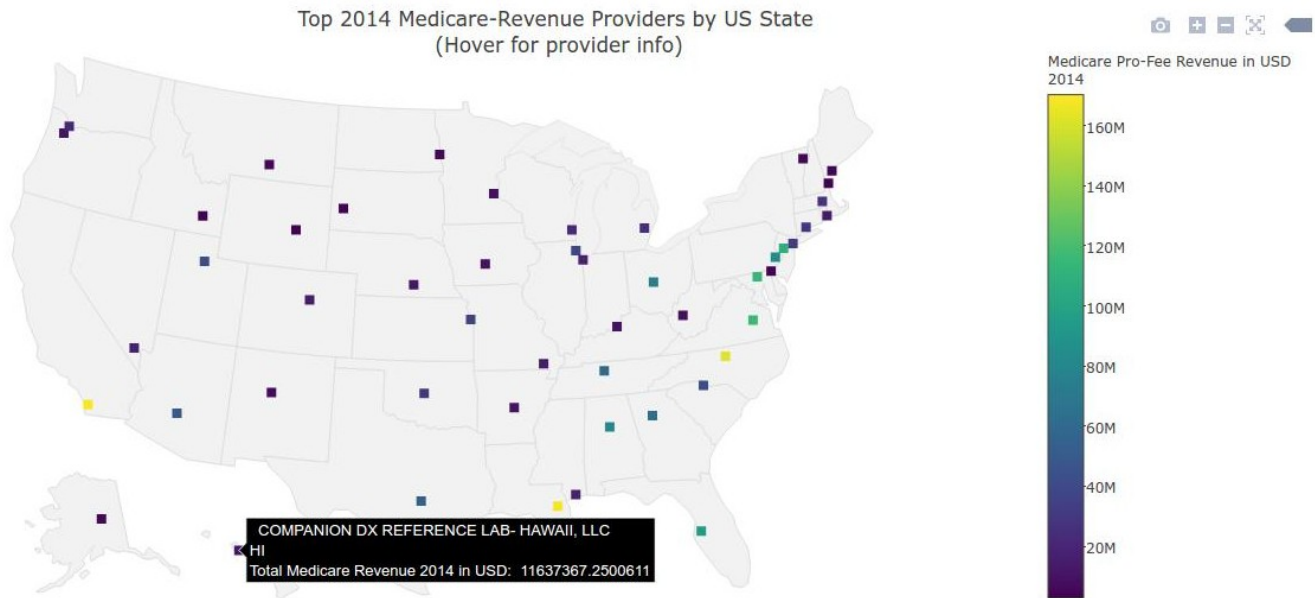 Top 2014 Medicare-Revenue Providers by US State
(Hover for provider info)
Medicare Pro-Fee Revenue in USD
2014
160M
140M
120M
100M
80M
60M
40M
20M
COMPANION DX REFERENCE LAB- HAWAII, LLC
HI
Total Medicare Revenue 2014 in USD: 11637367.2500611